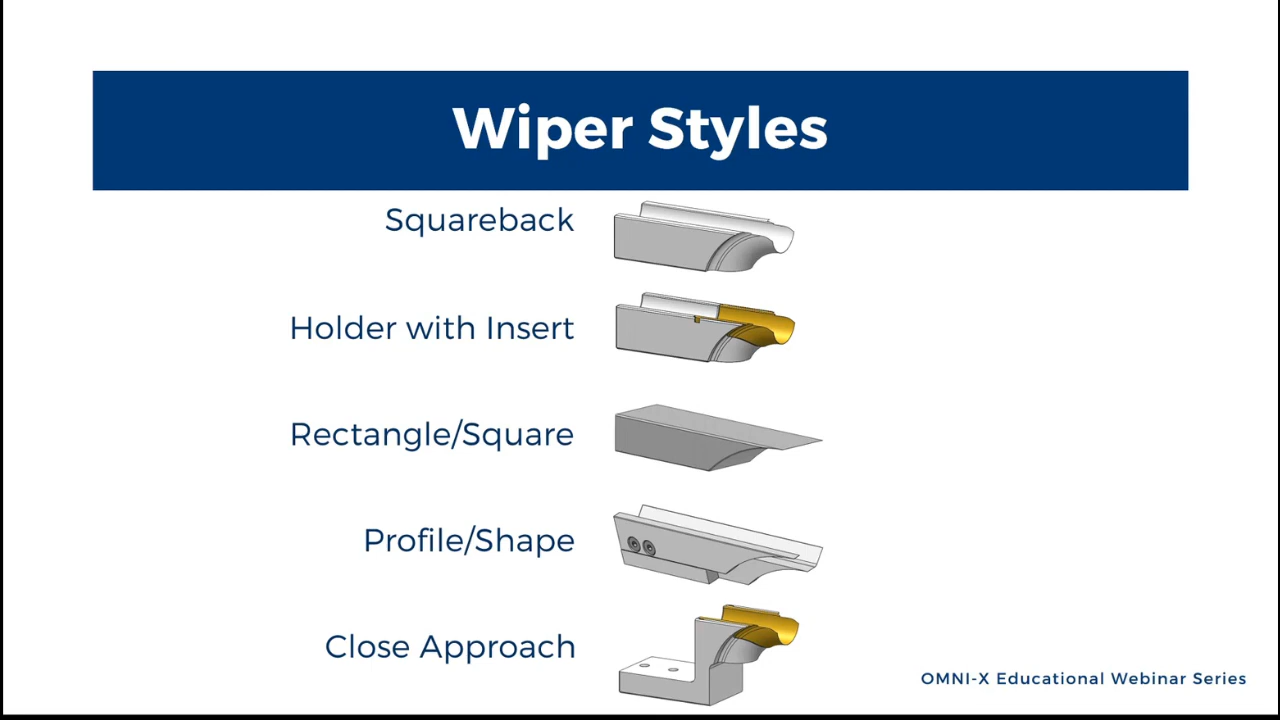 Wiper Styles
Squareback
Holder with Insert
Rectangle/Square
Profile/Shape
Close Approach
OMNI-X Educational Webinar Series